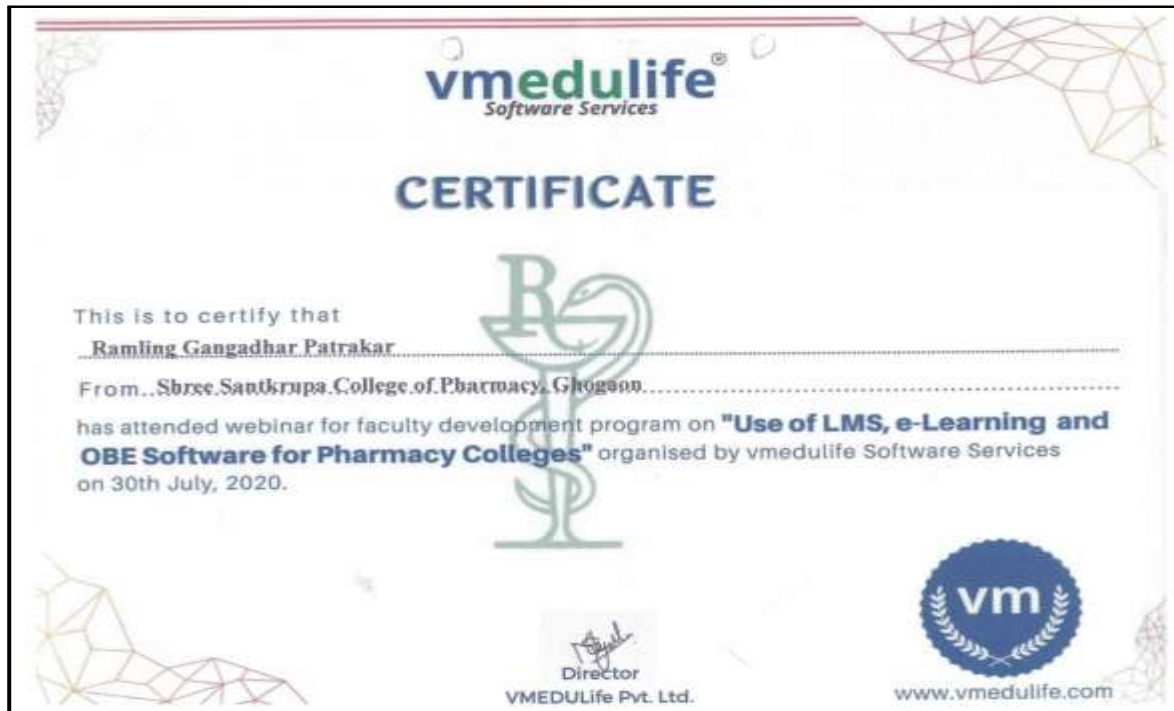 vmedulife®
Software Services
CERTIFICATE
R
This is to certify that
Ramling Gangadhar Patrakar
From Shree Santkrupa College of Pharmacy, Ghogaon
has attended webinar for faculty development program on "Use of LMS, e-Learning and
OBE Software for Pharmacy Colleges" organised by vmedulife Software Services
on 30th July, 2020.
vm
Director
VMEDULife Pvt. Ltd.
www.vmedulife.com